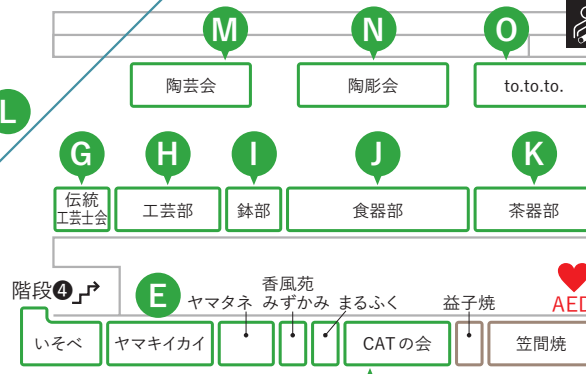 M
N
O
陶芸会
陶彫会
to.to.to.
L
G
H
I
J
K
伝統
工芸士会
工芸部
鉢部
食器部
茶器部
階段❹
E
ヤマタネ
香風苑
みずかみ
まるふく
益子焼
AED
いそべ
ヤマキイカイ
CATの会
笠間焼